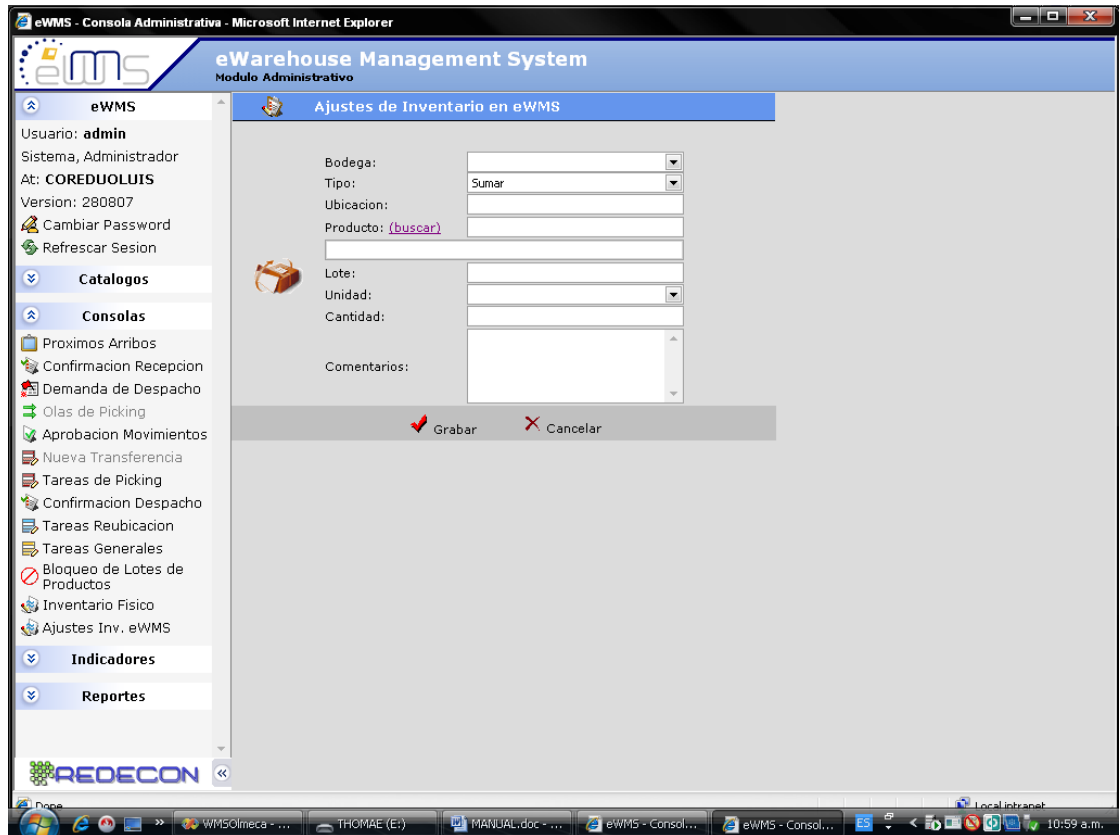 eWMS - Consola Administrativa - Microsoft Internet Explorer
eWMS
eWarehouse Management System
Modulo Administrativo
eWMS
Usuario: admin
Sistema, Administrador
At: COREDUOLUIS
Version: 280807
Cambiar Password
Refrescar Sesion
Catalogos
Consolas
Proximos Arribos
Confirmacion Recepcion
Demanda de Despacho
Olas de Picking
Aprobacion Movimientos
Nueva Transferencia
Tareas de Picking
Confirmacion Despacho
Tareas Reubicacion
Tareas Generales
Bloqueo de Lotes de
Productos
Inventario Fisico
Ajustes Inv. eWMS
Indicadores
Reportes
REDECON
Ajustes de Inventario en eWMS
Bodega:
Tipo: Sumar
Ubicacion:
Producto: (buscar)
Lote:
Unidad:
Cantidad:
Comentarios:
Grabar Cancelar
Done Local intranet
WMSOlmeca - ... THOMAE (E:) MANUAL.doc - ... eWMS - Consol... eWMS - Consol... ES 10:59 a.m.